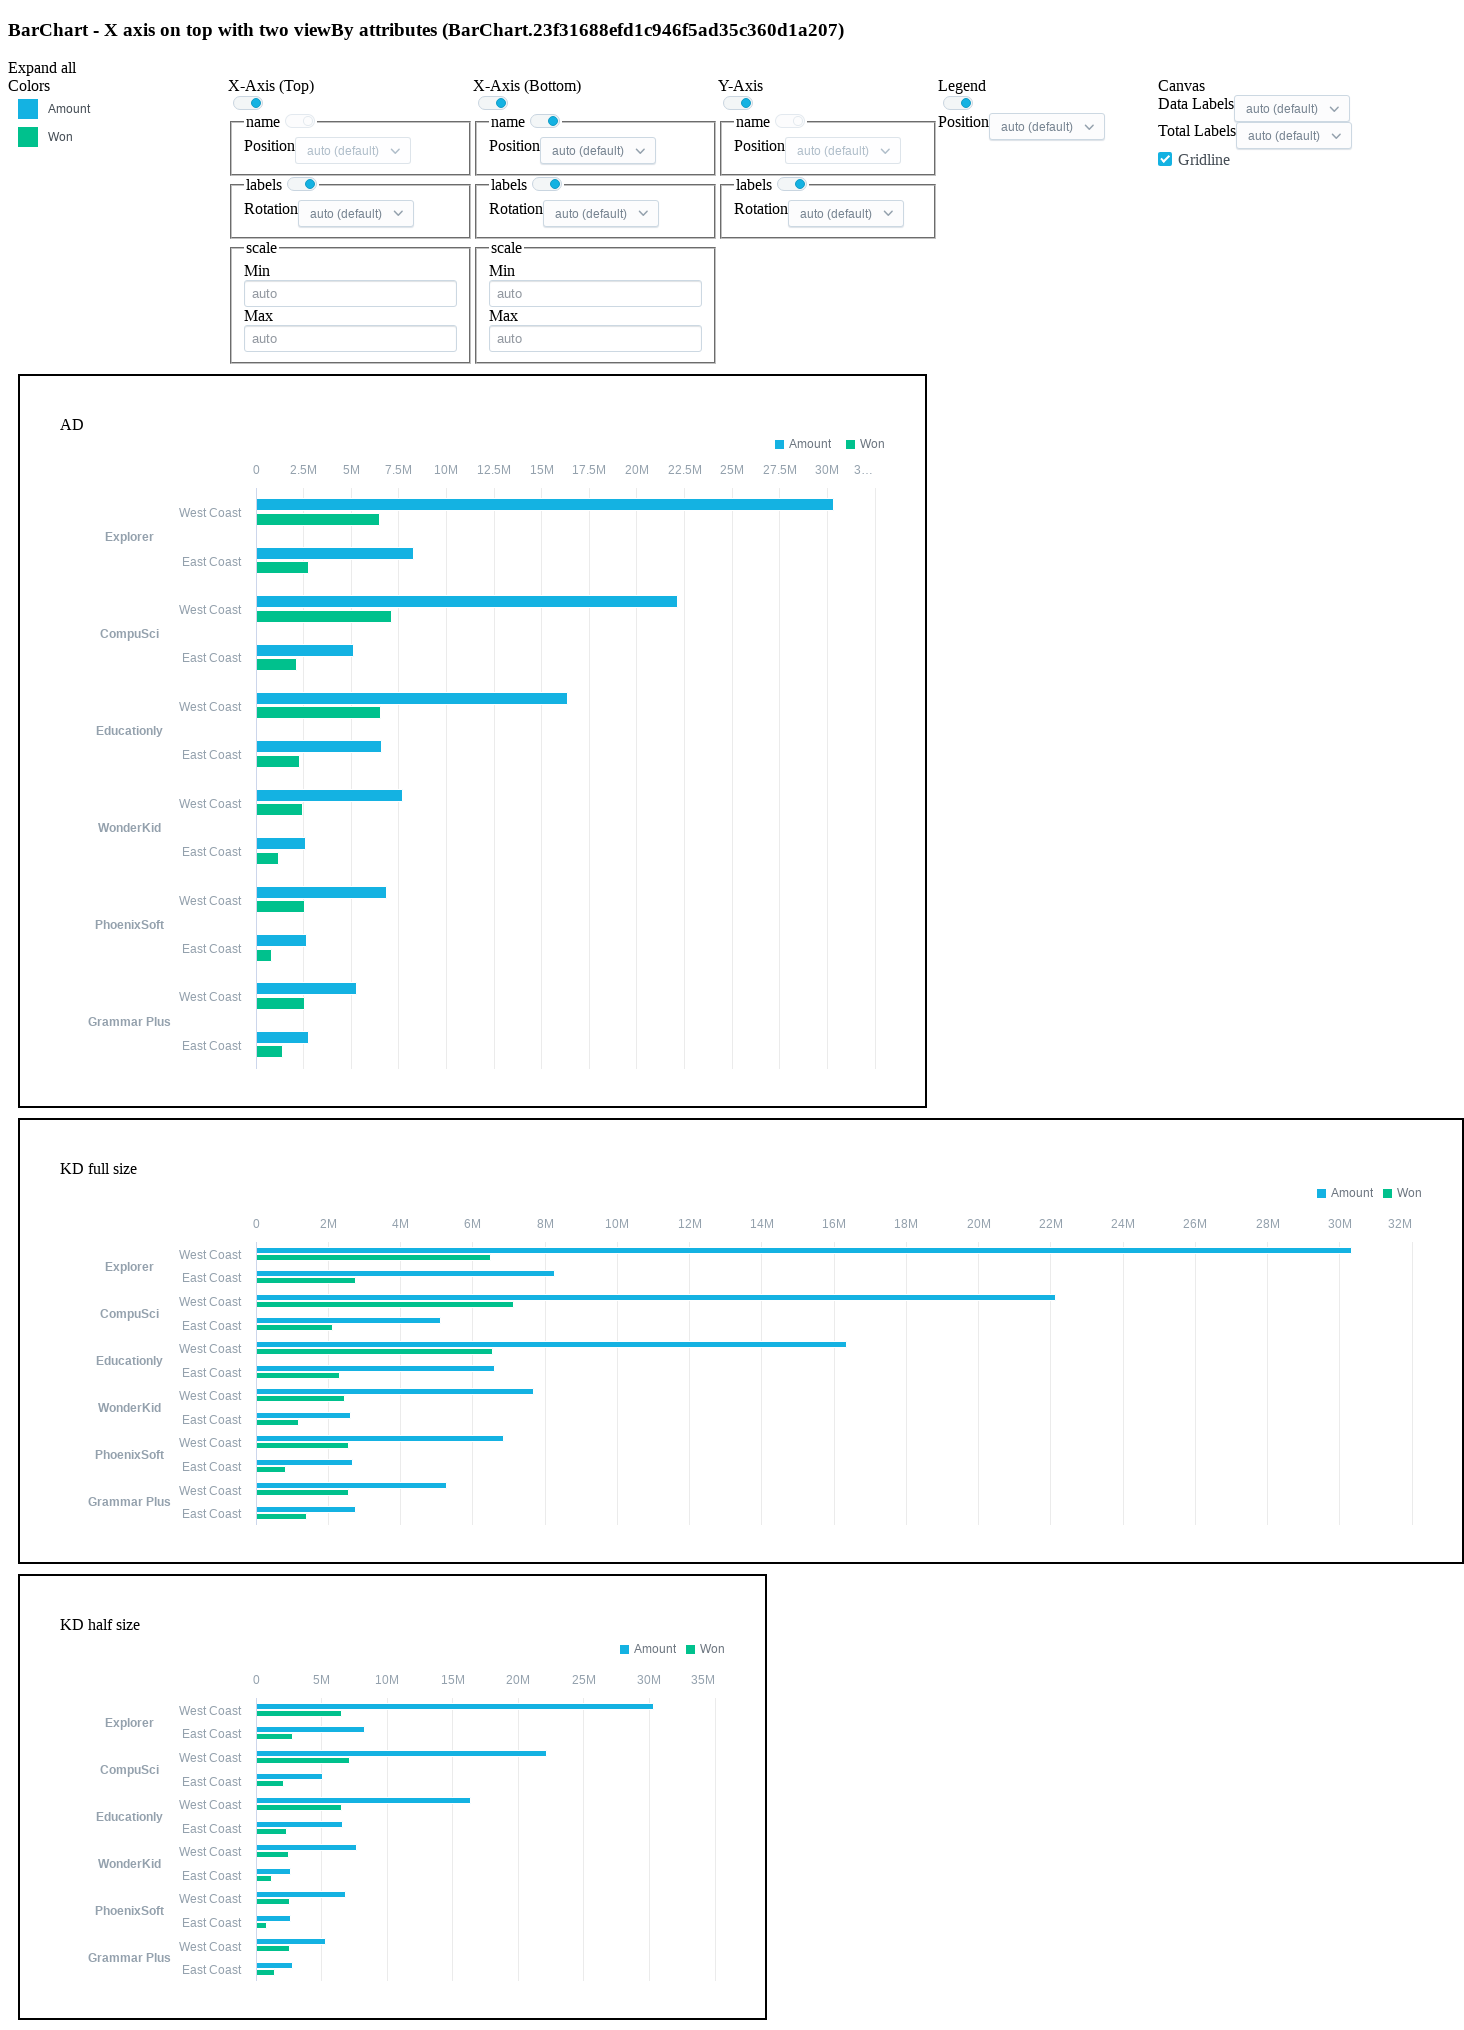 BarChart - X axis on top with two viewBy attributes (BarChart.23f31688efd1c946f5ad35c360d1a207)
Expand all
Colors
Amount
Won
X-Axis (Top)
name
Position auto (default)
labels
Rotation auto (default)
scale
Min
auto
Max
auto
X-Axis (Bottom)
name
Position auto (default)
labels
Rotation auto (default)
scale
Min
auto
Max
auto
Y-Axis
name
Position auto (default)
labels
Rotation auto (default)
Legend
Position auto (default)
Canvas
Data Labels auto (default)
Total Labels auto (default)
Gridline
AD
Amount Won
0 2.5M 5M 7.5M 10M 12.5M 15M 17.5M 20M 22.5M 25M 27.5M 30M 3…
West Coast
Explorer
East Coast
West Coast
CompuSci
East Coast
West Coast
Educationly
East Coast
West Coast
WonderKid
East Coast
West Coast
PhoenixSoft
East Coast
West Coast
Grammar Plus
East Coast
KD full size
Amount Won
0 2M 4M 6M 8M 10M 12M 14M 16M 18M 20M 22M 24M 26M 28M 30M 32M
West Coast
Explorer
East Coast
West Coast
CompuSci
East Coast
West Coast
Educationly
East Coast
West Coast
WonderKid
East Coast
West Coast
PhoenixSoft
East Coast
West Coast
Grammar Plus
East Coast
KD half size
Amount Won
0 5M 10M 15M 20M 25M 30M 35M
West Coast
Explorer
East Coast
West Coast
CompuSci
East Coast
West Coast
Educationly
East Coast
West Coast
WonderKid
East Coast
West Coast
PhoenixSoft
East Coast
West Coast
Grammar Plus
East Coast